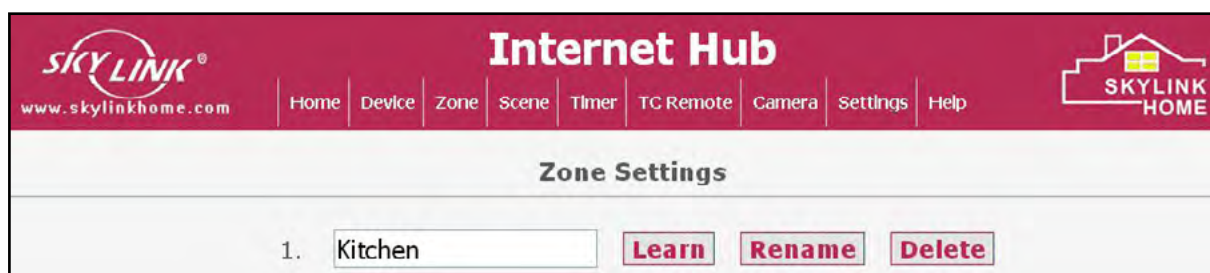 SKYLINK®
www.skylinkhome.com
Internet Hub
Home Device Zone Scene Timer TC Remote Camera Settings Help
SKYLINK
HOME
Zone Settings
1. Kitchen Learn Rename Delete